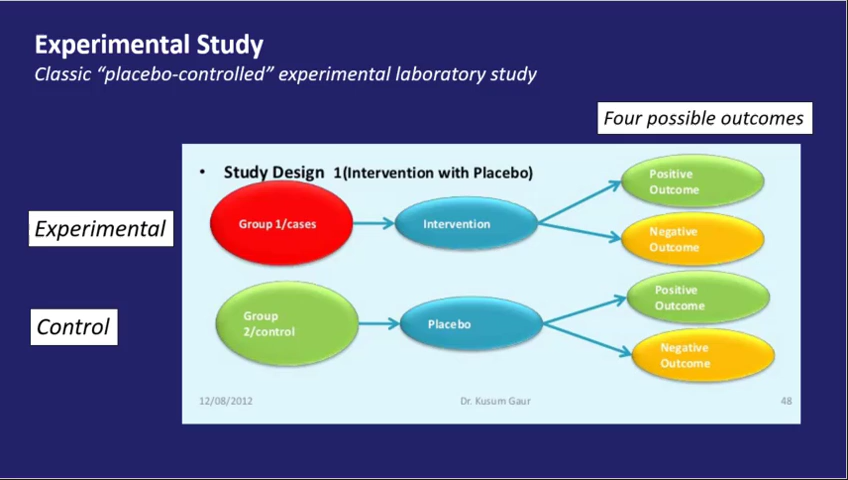 Experimental Study
Classic “placebo-controlled” experimental laboratory study
Four possible outcomes
• Study Design 1(Intervention with Placebo)
Experimental
Group 1/cases
Intervention
Positive
Outcome
Negative
Outcome
Control
Group
2/control
Placebo
Positive
Outcome
Negative
Outcome
12/08/2012 Dr. Kusum Gaur 48